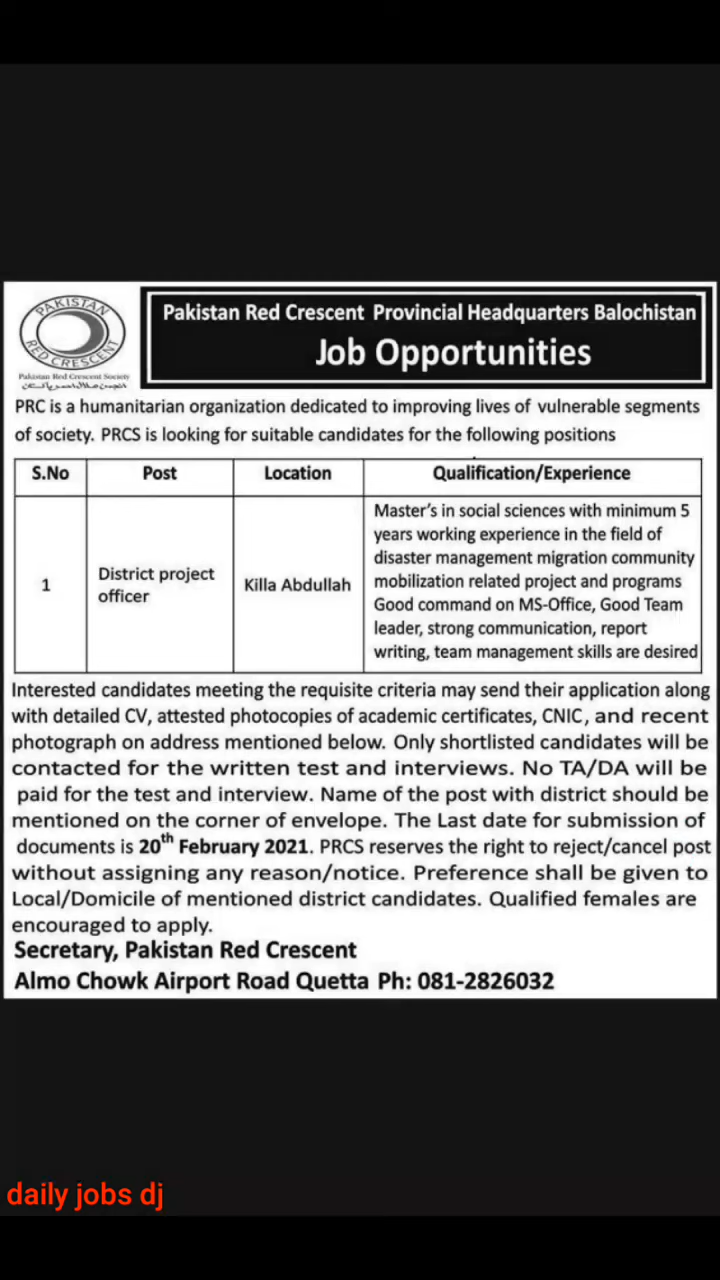 PAKISTAN
RED CRESCENT
Pakistan Red Crescent Society
انجمن ہلال احمر پاکستان
Pakistan Red Crescent Provincial Headquarters Balochistan
Job Opportunities
PRC is a humanitarian organization dedicated to improving lives of vulnerable segments
of society. PRCS is looking for suitable candidates for the following positions
S.No Post Location Qualification/Experience
1 District project officer Killa Abdullah Master's in social sciences with minimum 5
years working experience in the field of
disaster management migration community
mobilization related project and programs
Good command on MS-Office, Good Team
leader, strong communication, report
writing, team management skills are desired
Interested candidates meeting the requisite criteria may send their application along
with detailed CV, attested photocopies of academic certificates, CNIC, and recent
photograph on address mentioned below. Only shortlisted candidates will be
contacted for the written test and interviews. No TA/DA will be
paid for the test and interview. Name of the post with district should be
mentioned on the corner of envelope. The Last date for submission of
documents is 20th February 2021. PRCS reserves the right to reject/cancel post
without assigning any reason/notice. Preference shall be given to
Local/Domicile of mentioned district candidates. Qualified females are
encouraged to apply.
Secretary, Pakistan Red Crescent
Almo Chowk Airport Road Quetta Ph: 081-2826032
daily jobs dj